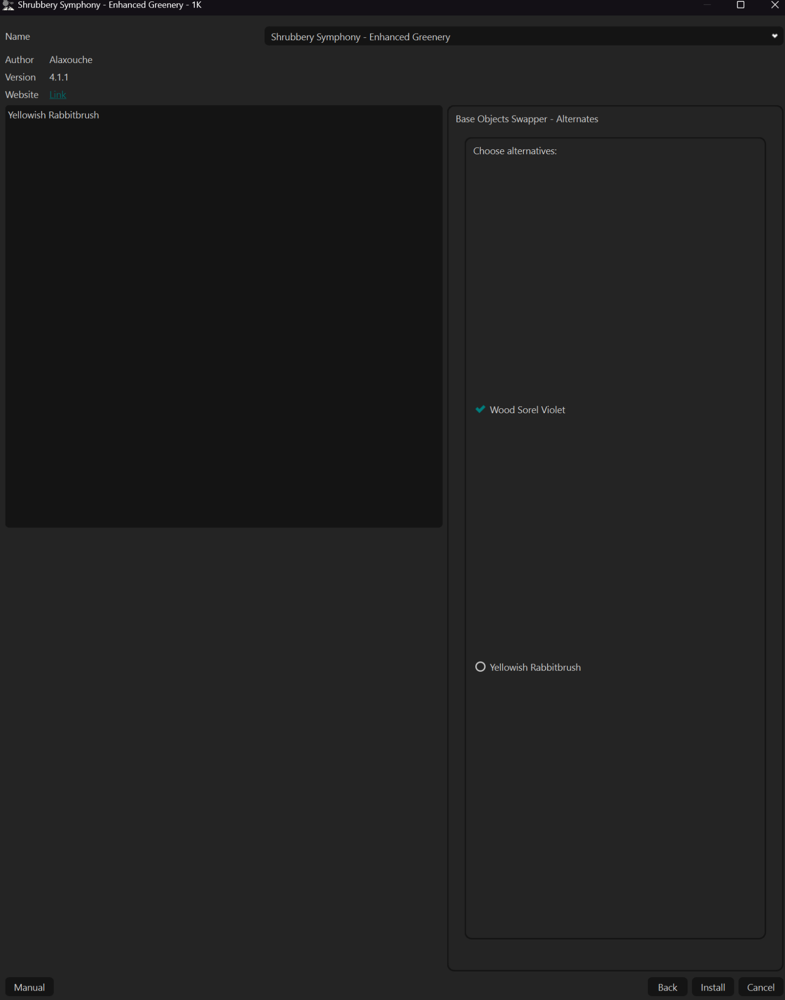 Shrubbery Symphony - Enhanced Greenery - 1K
Name
Shrubbery Symphony - Enhanced Greenery
Author Alaxouche
Version 4.1.1
Website Link
Yellowish Rabbitbrush
Base Objects Swapper - Alternates
Choose alternatives:
Wood Sorel Violet
Yellowish Rabbitbrush
Manual
Back
Install
Cancel